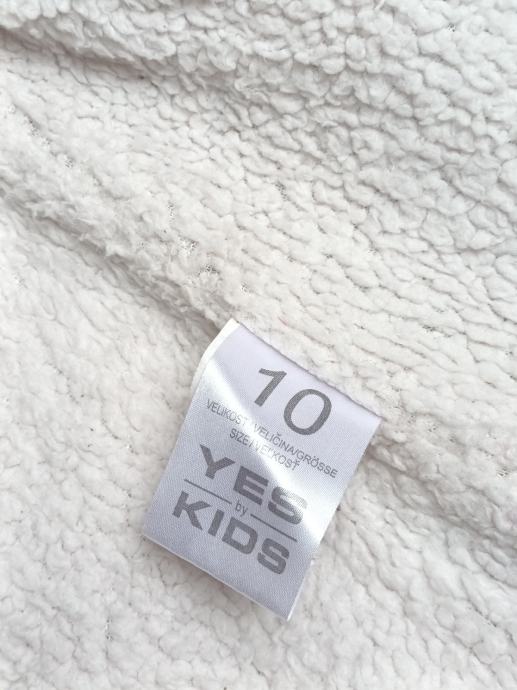 10
VELIKOST/VELIČINA/GRÖSSE
SIZE/VEĽKOSŤ
YES
by
KIDS